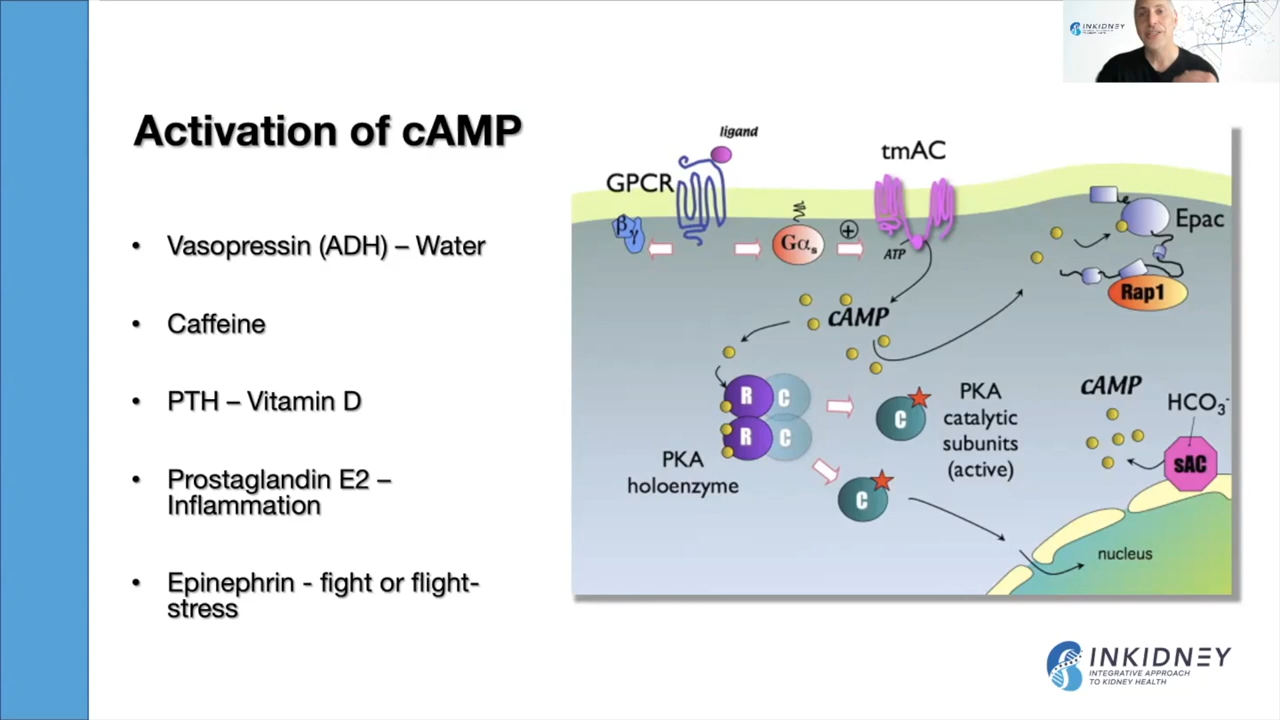 INKIDNEY
Activation of cAMP
• Vasopressin (ADH) – Water
• Caffeine
• PTH – Vitamin D
• Prostaglandin E2 –
Inflammation
• Epinephrin - fight or flight-
stress
ligand
GPCR
tmAC
β γ
Gαs
+
ATP
Epac
Rap1
cAMP
R C
R C
PKA
holoenzyme
C
C
PKA
catalytic
subunits
(active)
cAMP
HCO3-
sAC
nucleus
INKIDNEY
INTEGRATIVE APPROACH
TO KIDNEY HEALTH